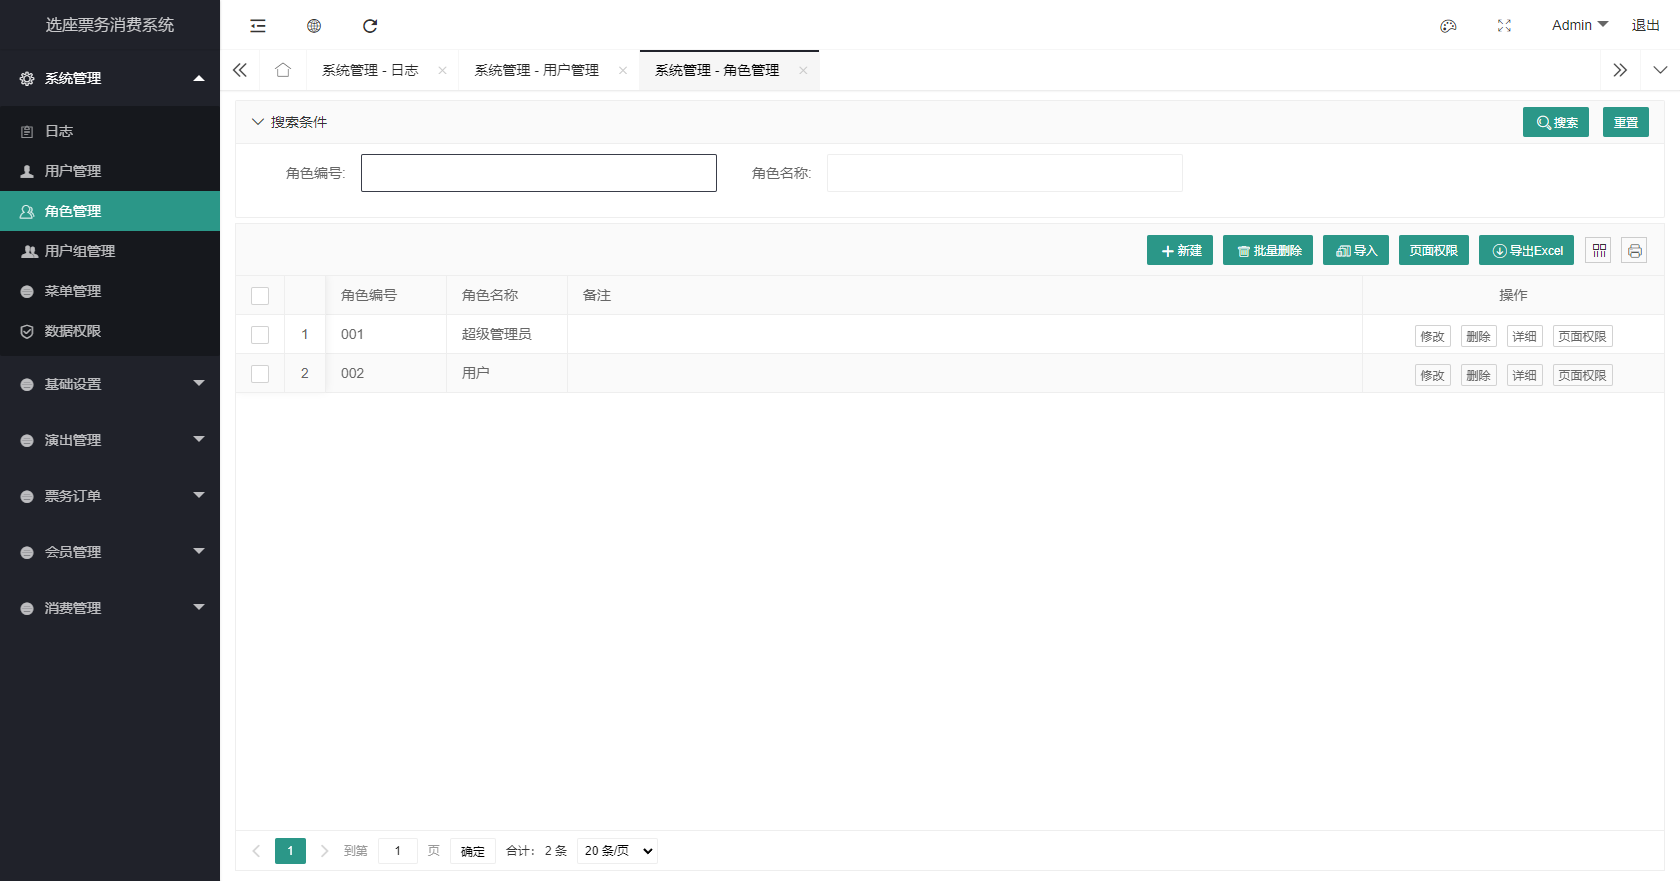 选座票务消费系统
Admin 退出
系统管理
系统管理 - 日志 系统管理 - 用户管理 系统管理 - 角色管理
日志
用户管理
角色管理
用户组管理
菜单管理
数据权限
基础设置
演出管理
票务订单
会员管理
消费管理
搜索条件 搜索 重置
角色编号: 角色名称:
新建 批量删除 导入 页面权限 导出Excel
角色编号 角色名称 备注 操作
1 001 超级管理员 修改 删除 详细 页面权限
2 002 用户 修改 删除 详细 页面权限
1 到第 1 页 确定 合计: 2 条 20 条/页